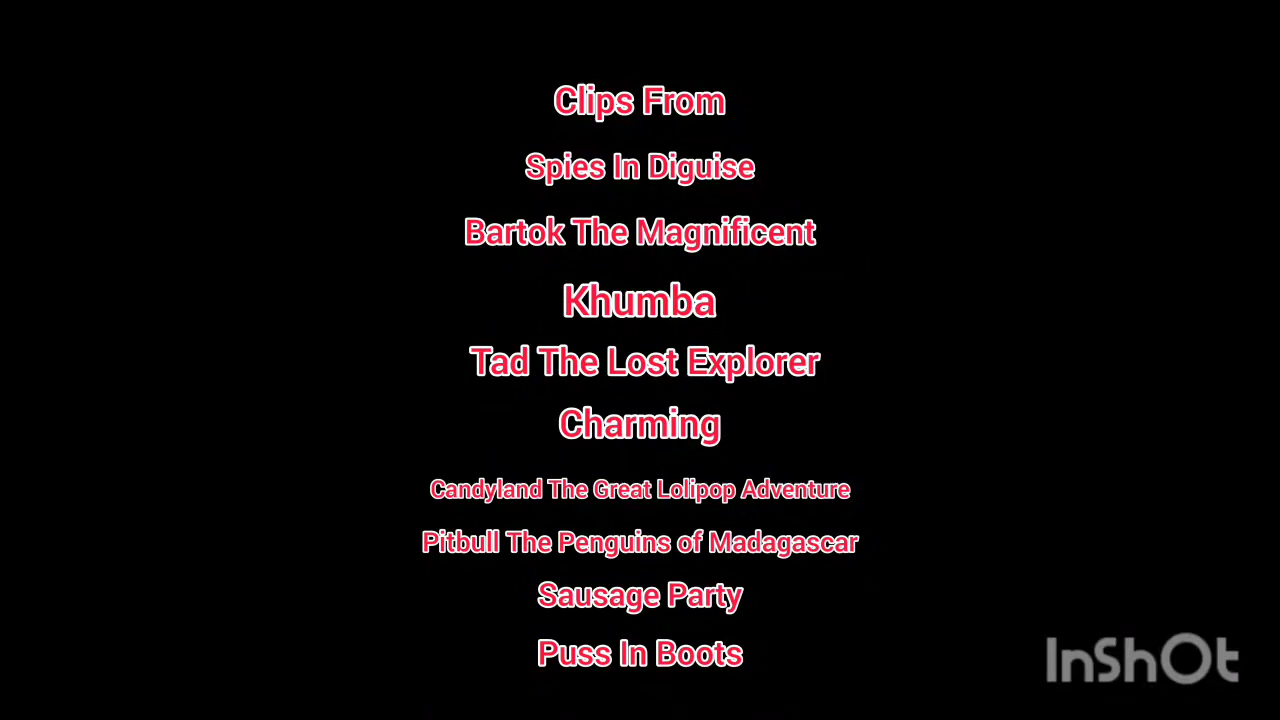 Clips From
Spies In Diguise
Bartok The Magnificent
Khumba
Tad The Lost Explorer
Charming
Candyland The Great Lolipop Adventure
Pitbull The Penguins of Madagascar
Sausage Party
Puss In Boots
InShOt